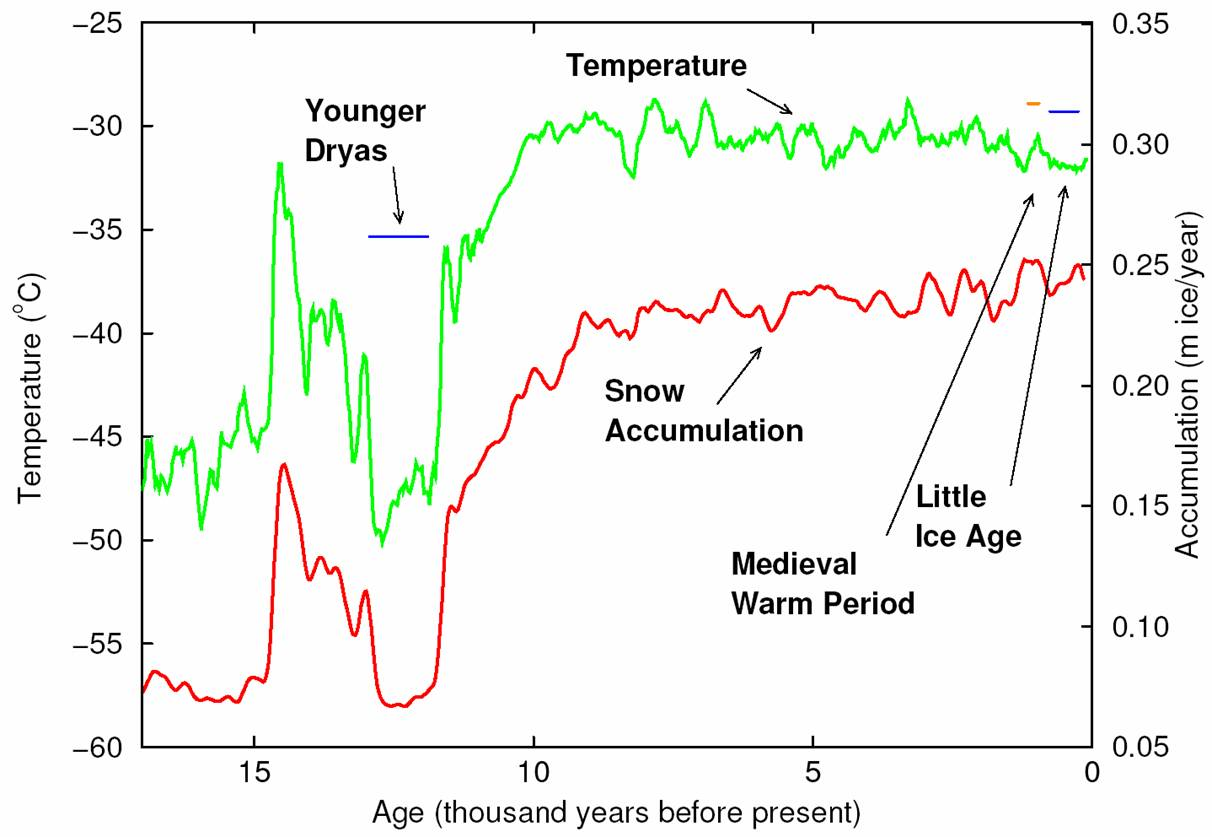 −25
−30
−35
−40
−45
−50
−55
−60
Temperature (°C)
0.35
0.30
0.25
0.20
0.15
0.10
0.05
Accumulation (m ice/year)
15
10
5
0
Age (thousand years before present)
Temperature
Younger
Dryas
Snow
Accumulation
Little
Ice Age
Medieval
Warm Period